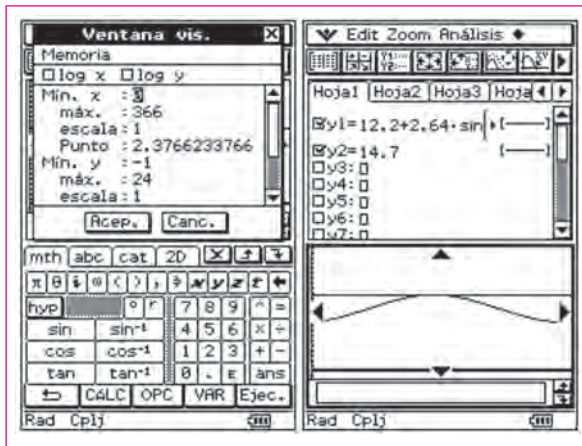 Ventana vis.
Memoria
log x log y
Mín. x :3
máx. :366
escala:1
Punto :2.3766233766
Mín. y :-1
máx. :24
escala:1
Acep. Canc.
mth abc cat 2D
π θ i ∞ ( ) , ⇒ x y z t ←
hyp ° r 7 8 9 ^ =
sin sin⁻¹ 4 5 6 × ÷
cos cos⁻¹ 1 2 3 + -
tan tan⁻¹ 0 . E ans
CALC OPC VAR Ejec.
Rad Cplj
Edit Zoom Análisis
Y1: Y2:
Hoja1 Hoja2 Hoja3 Hoja
y1=12.2+2.64·sin
y2=14.7
y3:
y4:
y5:
y6:
y7:
Rad Cplj